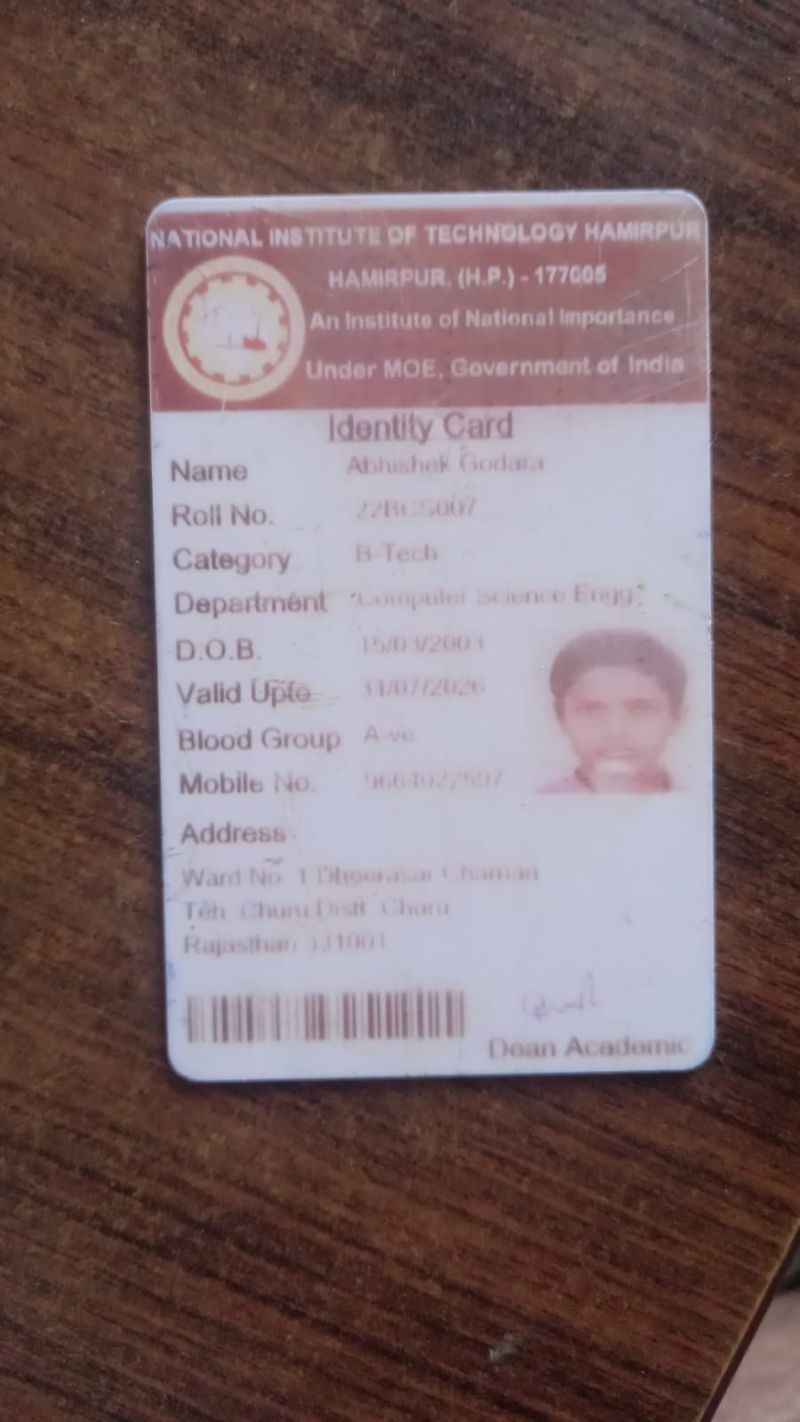 NATIONAL INSTITUTE OF TECHNOLOGY HAMIRPUR
HAMIRPUR, (H.P.) - 177005
An Institute of National Importance
Under MOE, Government of India
Identity Card
Name Abhishek Godara
Roll No. 22BCS007
Category B-Tech
Department Computer Science Engg.
D.O.B. 15/03/2003
Valid Upto 31/07/2026
Blood Group A-ve
Mobile No.
Address
Ward No. 1 Chaman
Teh. Churu Distt. Churu
Rajasthan 331001
Dean Academic